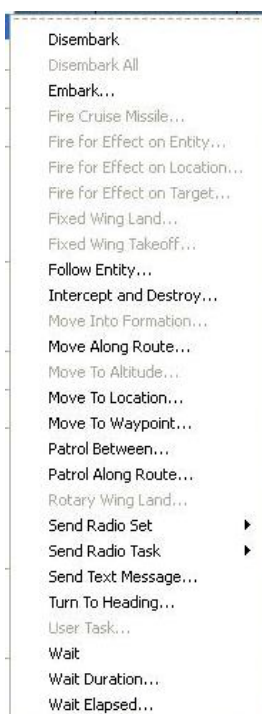 Disembark
Disembark All
Embark...
Fire Cruise Missile...
Fire for Effect on Entity...
Fire for Effect on Location...
Fire for Effect on Target...
Fixed Wing Land...
Fixed Wing Takeoff...
Follow Entity...
Intercept and Destroy...
Move Into Formation...
Move Along Route...
Move To Altitude...
Move To Location...
Move To Waypoint...
Patrol Between...
Patrol Along Route...
Rotary Wing Land...
Send Radio Set
Send Radio Task
Send Text Message...
Turn To Heading...
User Task...
Wait
Wait Duration...
Wait Elapsed...